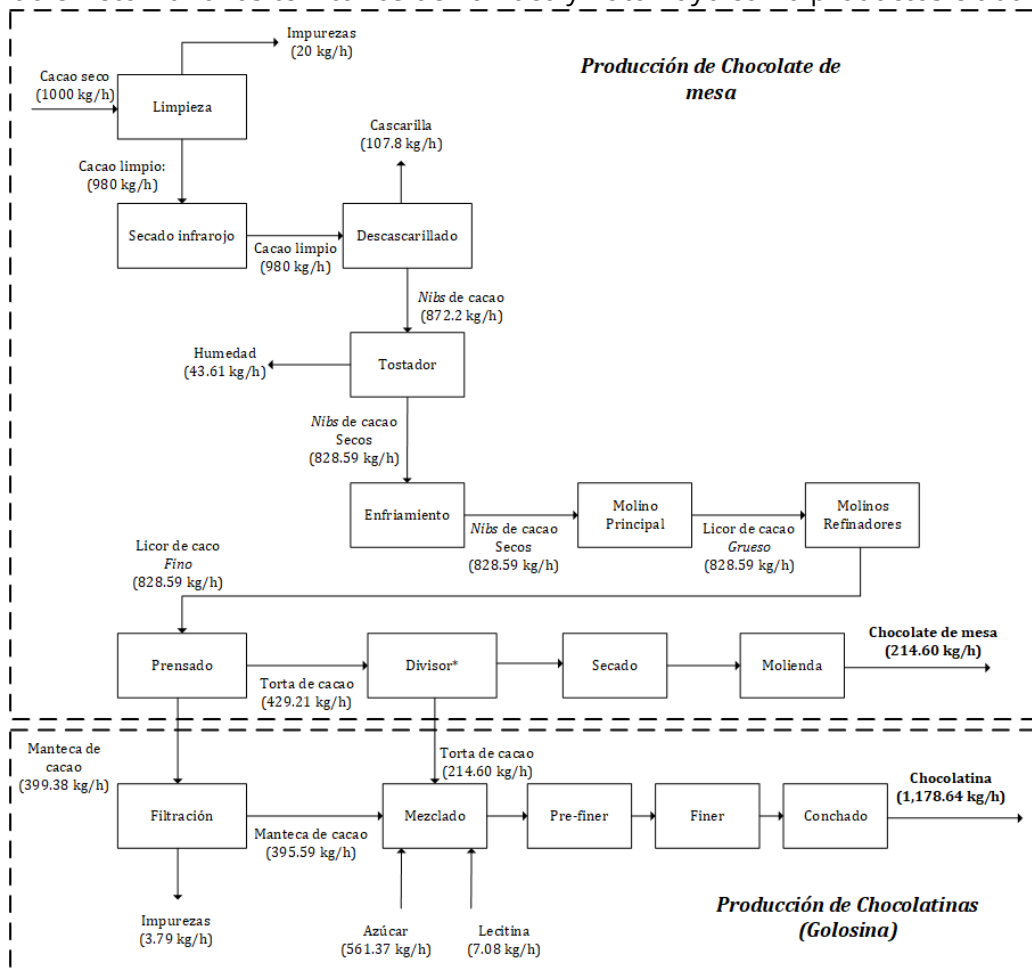 Impurezas
(20 kg/h)
Producción de Chocolate de
mesa
Cacao seco
(1000 kg/h)
Limpieza
Cascarilla
(107.8 kg/h)
Cacao limpio:
(980 kg/h)
Secado infrarojo
Descascarillado
Cacao limpio
(980 kg/h)
Nibs de cacao
(872.2 kg/h)
Humedad
(43.61 kg/h)
Tostador
Nibs de cacao
Secos
(828.59 kg/h)
Enfriamiento
Molino
Principal
Molinos
Refinadores
Nibs de cacao
Secos
(828.59 kg/h)
Licor de cacao
Grueso
(828.59 kg/h)
Licor de caco
Fino
(828.59 kg/h)
Prensado
Divisor*
Secado
Molienda
Chocolate de mesa
(214.60 kg/h)
Torta de cacao
(429.21 kg/h)
Manteca de
cacao
(399.38 kg/h)
Torta de cacao
(214.60 kg/h)
Filtración
Mezclado
Pre-finer
Finer
Conchado
Chocolatina
(1,178.64 kg/h)
Manteca de cacao
(395.59 kg/h)
Impurezas
(3.79 kg/h)
Azúcar
(561.37 kg/h)
Lecitina
(7.08 kg/h)
Producción de Chocolatinas
(Golosina)